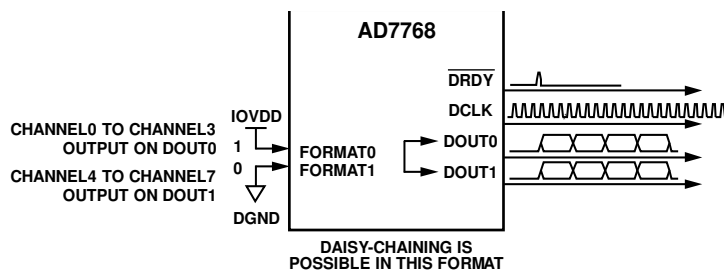 AD7768
DRDY
IOVDD
DCLK
CHANNEL0 TO CHANNEL3
OUTPUT ON DOUT0
1
FORMAT0
DOUT0
0
FORMAT1
CHANNEL4 TO CHANNEL7
OUTPUT ON DOUT1
DOUT1
DGND
DAISY-CHAINING IS
POSSIBLE IN THIS FORMAT